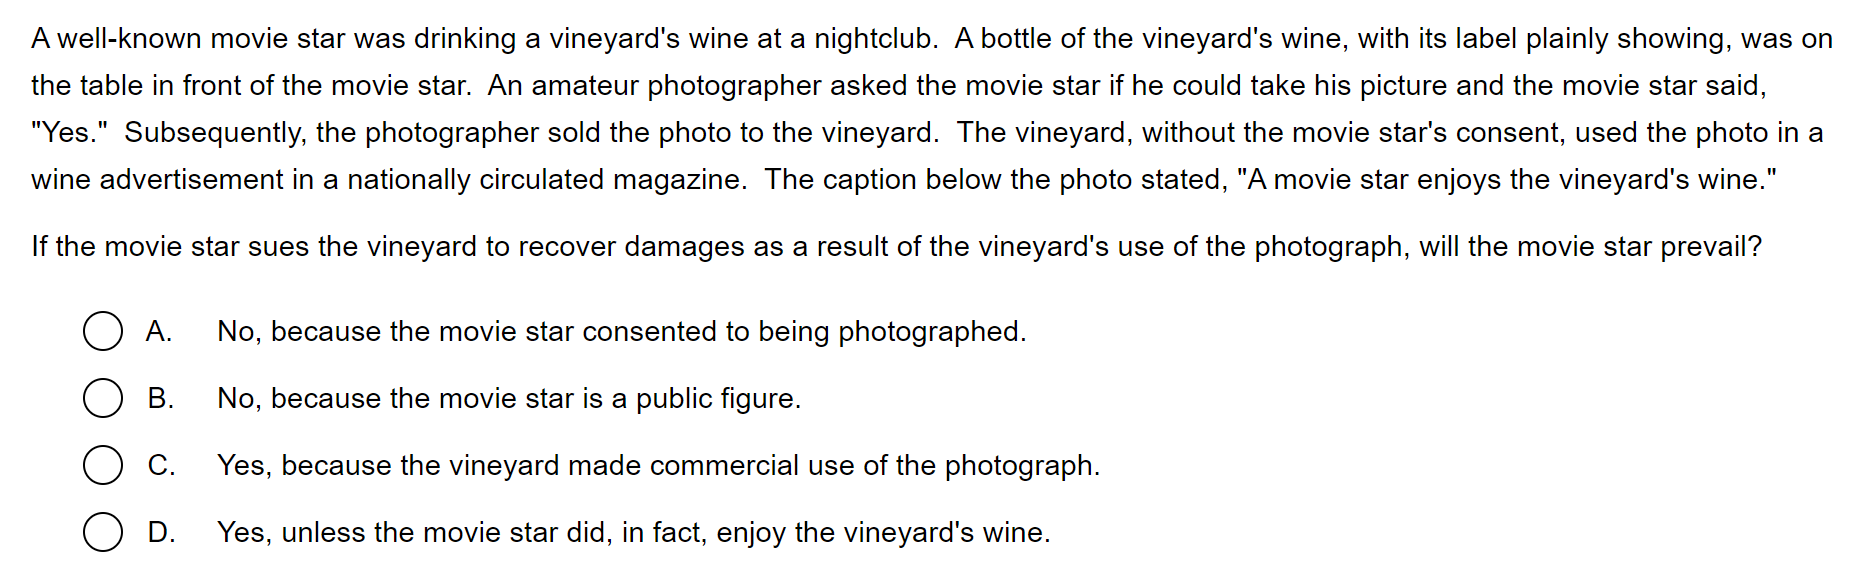 A well-known movie star was drinking a vineyard's wine at a nightclub.  A bottle of the vineyard's wine, with its label plainly showing, was on
the table in front of the movie star.  An amateur photographer asked the movie star if he could take his picture and the movie star said,
"Yes."  Subsequently, the photographer sold the photo to the vineyard.  The vineyard, without the movie star's consent, used the photo in a
wine advertisement in a nationally circulated magazine.  The caption below the photo stated, "A movie star enjoys the vineyard's wine."
If the movie star sues the vineyard to recover damages as a result of the vineyard's use of the photograph, will the movie star prevail?
A. No, because the movie star consented to being photographed.
B. No, because the movie star is a public figure.
C. Yes, because the vineyard made commercial use of the photograph.
D. Yes, unless the movie star did, in fact, enjoy the vineyard's wine.